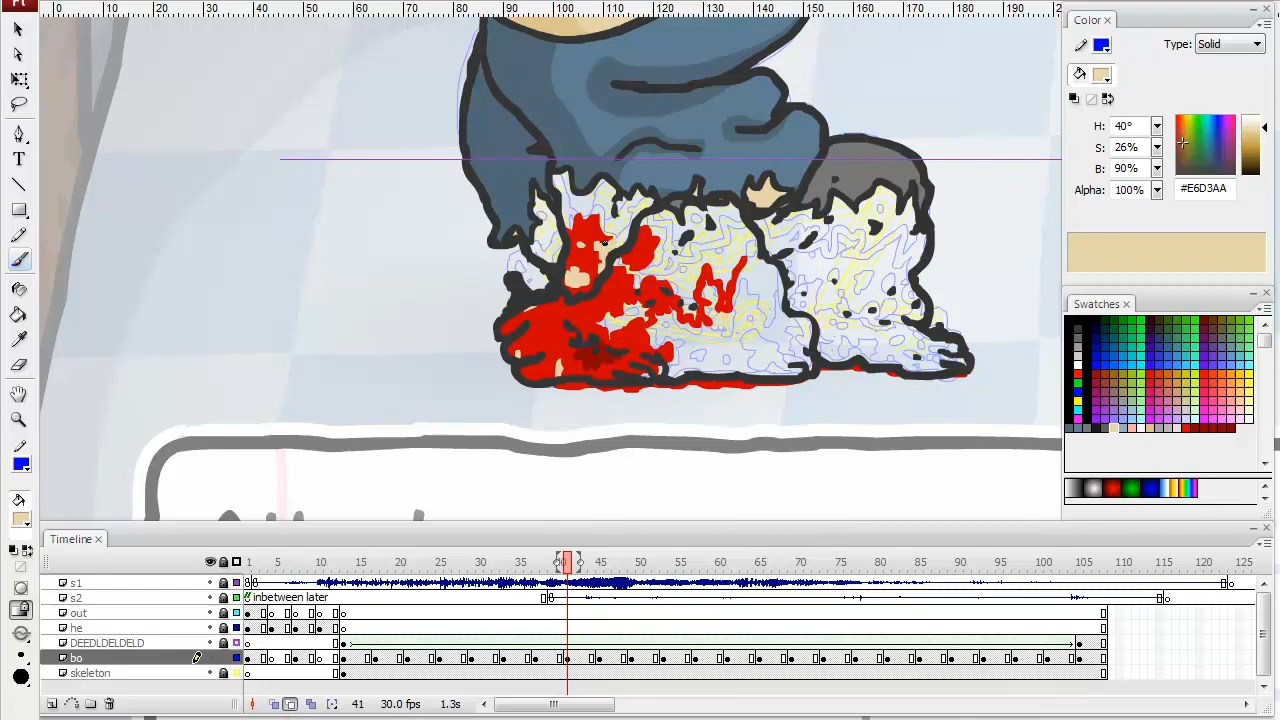 0 10 20 30 40 50 60 70 80 90 100 110 120 130 140 150 160 170 180 190
Color
Type: Solid
H: 40°
S: 26%
B: 90%
Alpha: 100% #E6D3AA
Swatches
T
Timeline
1 5 10 15 20 25 30 35 45 50 55 60 65 70 75 80 85 90 95 100 105 110 115 120 125
s1
s2 inbetween later
out
he
DEEDLDELDELD
bo
skeleton
41 30.0 fps 1.3s